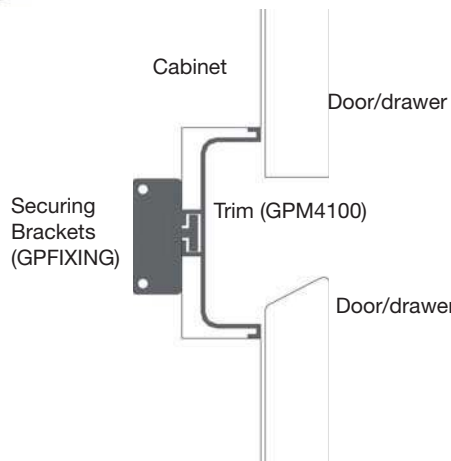 Cabinet
Door/drawer
Securing
Brackets
(GPFIXING)
Trim (GPM4100)
Door/drawer